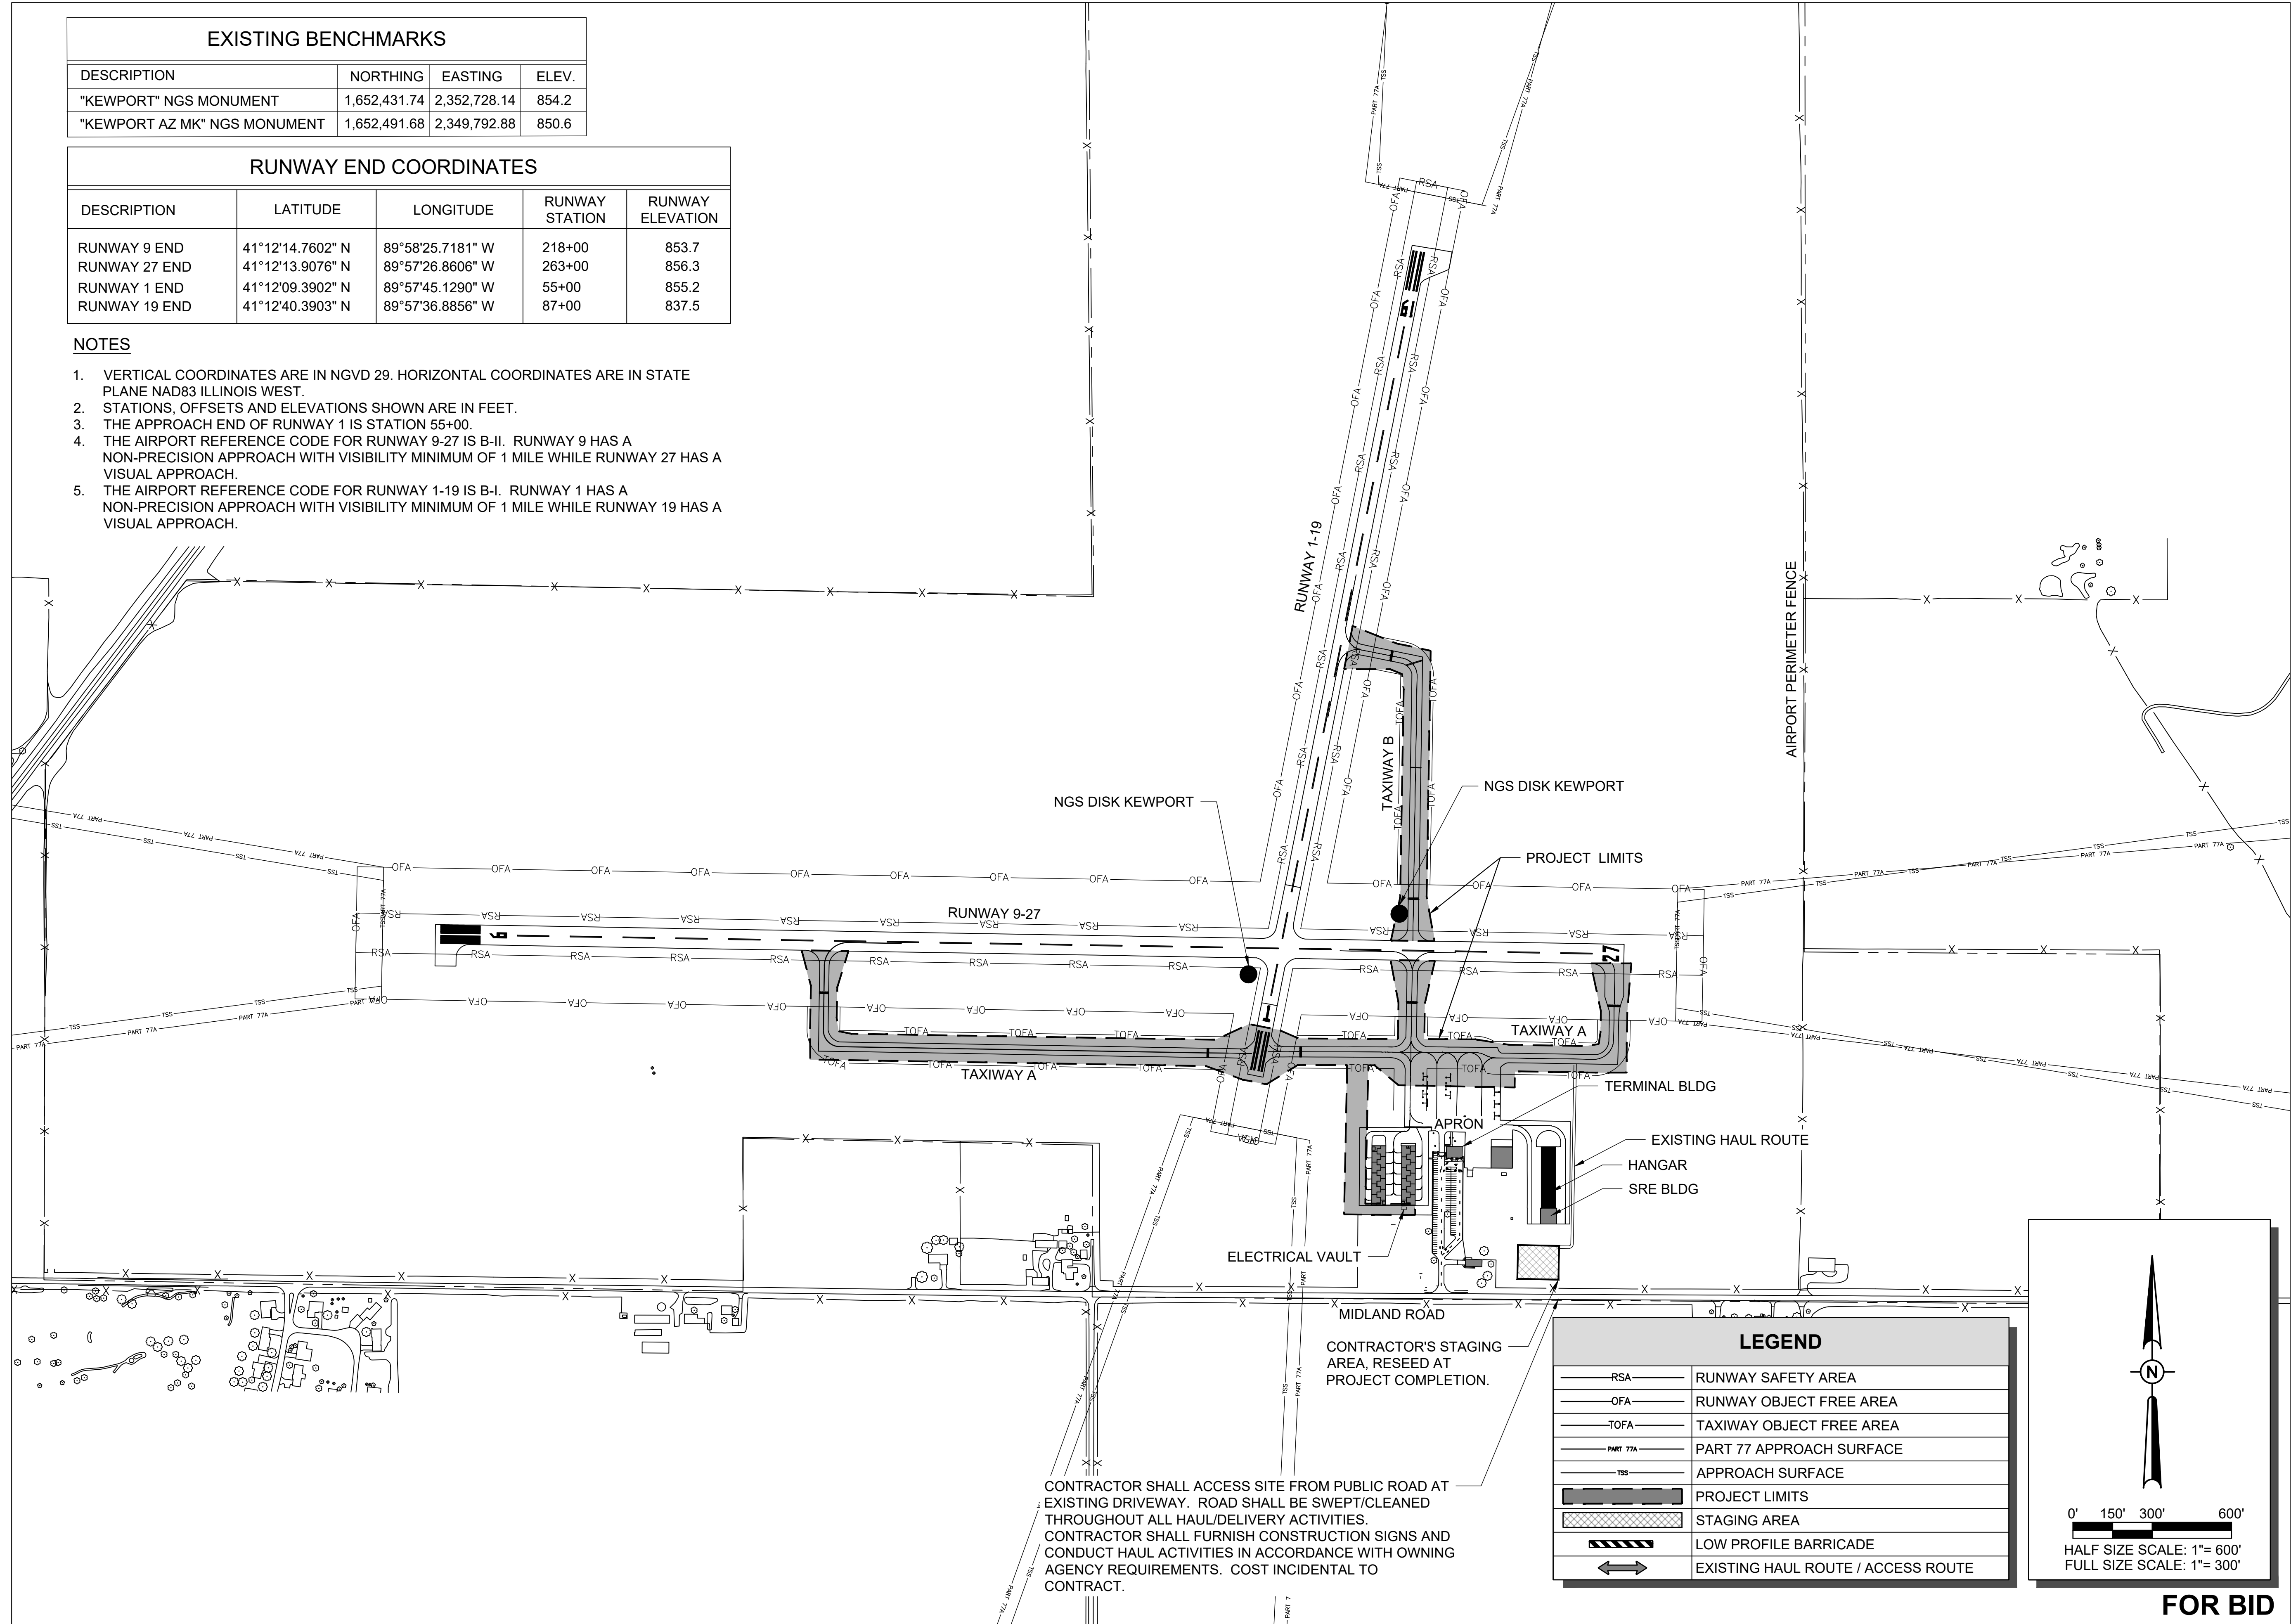 EXISTING BENCHMARKS
DESCRIPTION NORTHING EASTING ELEV.
"KEWPORT" NGS MONUMENT 1,652,431.74 2,352,728.14 854.2
"KEWPORT AZ MK" NGS MONUMENT 1,652,491.68 2,349,792.88 850.6
RUNWAY END COORDINATES
DESCRIPTION LATITUDE LONGITUDE RUNWAY STATION RUNWAY ELEVATION
RUNWAY 9 END 41°12'14.7602" N 89°58'25.7181" W 218+00 853.7
RUNWAY 27 END 41°12'13.9076" N 89°57'26.8606" W 263+00 856.3
RUNWAY 1 END 41°12'09.3902" N 89°57'45.1290" W 55+00 855.2
RUNWAY 19 END 41°12'40.3903" N 89°57'36.8856" W 87+00 837.5
NOTES
1. VERTICAL COORDINATES ARE IN NGVD 29. HORIZONTAL COORDINATES ARE IN STATE
PLANE NAD83 ILLINOIS WEST.
2. STATIONS, OFFSETS AND ELEVATIONS SHOWN ARE IN FEET.
3. THE APPROACH END OF RUNWAY 1 IS STATION 55+00.
4. THE AIRPORT REFERENCE CODE FOR RUNWAY 9-27 IS B-II. RUNWAY 9 HAS A
NON-PRECISION APPROACH WITH VISIBILITY MINIMUM OF 1 MILE WHILE RUNWAY 27 HAS A
VISUAL APPROACH.
5. THE AIRPORT REFERENCE CODE FOR RUNWAY 1-19 IS B-I. RUNWAY 1 HAS A
NON-PRECISION APPROACH WITH VISIBILITY MINIMUM OF 1 MILE WHILE RUNWAY 19 HAS A
VISUAL APPROACH.
PART 77A
TSS
RSA
OFA
19
RUNWAY 1-19
AIRPORT PERIMETER FENCE
TAXIWAY B
TOFA
NGS DISK KEWPORT
NGS DISK KEWPORT
PROJECT LIMITS
RUNWAY 9-27
9
27
1
TAXIWAY A
TAXIWAY A
TERMINAL BLDG
APRON
EXISTING HAUL ROUTE
HANGAR
SRE BLDG
ELECTRICAL VAULT
MIDLAND ROAD
CONTRACTOR'S STAGING
AREA, RESEED AT
PROJECT COMPLETION.
CONTRACTOR SHALL ACCESS SITE FROM PUBLIC ROAD AT
EXISTING DRIVEWAY. ROAD SHALL BE SWEPT/CLEANED
THROUGHOUT ALL HAUL/DELIVERY ACTIVITIES.
CONTRACTOR SHALL FURNISH CONSTRUCTION SIGNS AND
CONDUCT HAUL ACTIVITIES IN ACCORDANCE WITH OWNING
AGENCY REQUIREMENTS. COST INCIDENTAL TO
CONTRACT.
LEGEND
RSA RUNWAY SAFETY AREA
OFA RUNWAY OBJECT FREE AREA
TOFA TAXIWAY OBJECT FREE AREA
PART 77A PART 77 APPROACH SURFACE
TSS APPROACH SURFACE
PROJECT LIMITS
STAGING AREA
LOW PROFILE BARRICADE
EXISTING HAUL ROUTE / ACCESS ROUTE
N
0' 150' 300' 600'
HALF SIZE SCALE: 1"= 600'
FULL SIZE SCALE: 1"= 300'
FOR BID